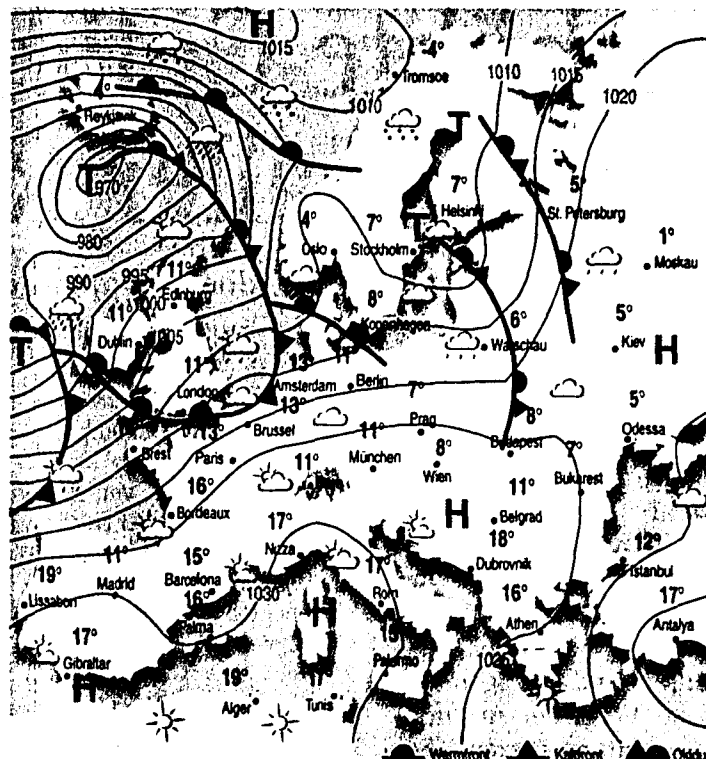 H
1015
-4°
Tromsoe
1010
1015
1020
1010
Reykjavik
T
T
970
7°
5°
Helsinki
St. Petersburg
4°
7°
T
980
Oslo
Stockholm
1°
Moskau
990
995
11°
8°
11°
1000
Edinburg
6°
5°
Kopenhagen
Dublin
1005
Warschau
Kiev
H
T
11°
13°
11°
London
Amsterdam
Berlin
7°
5°
13°
8°
13°
Brussel
11°
Prag
Odessa
Brest
Paris
München
8°
Budapest
7°
Wien
16°
11°
11°
Bukarest
Bordeaux
H
Belgrad
17°
18°
15°
Nizza
12°
11°
17°
Dubrovnik
Istanbul
19°
Madrid
Barcelona
1030
16°
Lissabon
16°
Rom
17°
Palma
H
Athen
17°
15°
Antalya
Gibraltar
1025
Palermo
H
19°
17°
Alger
Tunis
Warmfront
Kaltfront